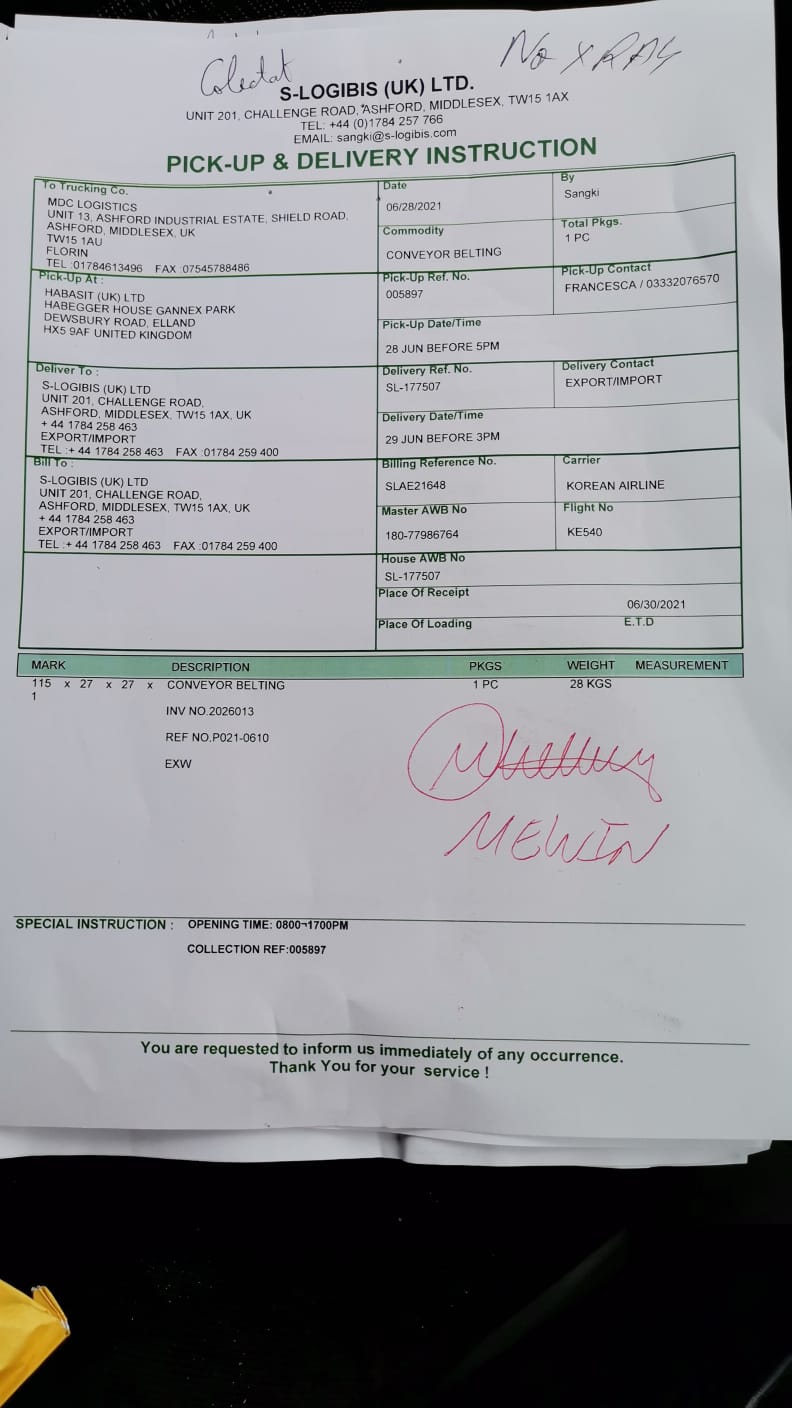 Colectat
No XRAY
S-LOGIBIS (UK) LTD.
UNIT 201, CHALLENGE ROAD, ASHFORD, MIDDLESEX, TW15 1AX
TEL: +44 (0)1784 257 766
EMAIL: sangki@s-logibis.com
PICK-UP & DELIVERY INSTRUCTION
To Trucking Co.
MDC LOGISTICS
UNIT 13, ASHFORD INDUSTRIAL ESTATE, SHIELD ROAD,
ASHFORD, MIDDLESEX, UK
TW15 1AU
FLORIN
TEL :01784613496 FAX :07545788486
Date
06/28/2021
By
Sangki
Commodity
CONVEYOR BELTING
Total Pkgs.
1 PC
Pick-Up At :
HABASIT (UK) LTD
HABEGGER HOUSE GANNEX PARK
DEWSBURY ROAD, ELLAND
HX5 9AF UNITED KINGDOM
Pick-Up Ref. No.
005897
Pick-Up Contact
FRANCESCA / 03332076570
Pick-Up Date/Time
28 JUN BEFORE 5PM
Deliver To :
S-LOGIBIS (UK) LTD
UNIT 201, CHALLENGE ROAD,
ASHFORD, MIDDLESEX, TW15 1AX, UK
+ 44 1784 258 463
EXPORT/IMPORT
TEL :+ 44 1784 258 463 FAX :01784 259 400
Delivery Ref. No.
SL-177507
Delivery Contact
EXPORT/IMPORT
Delivery Date/Time
29 JUN BEFORE 3PM
Bill To :
S-LOGIBIS (UK) LTD
UNIT 201, CHALLENGE ROAD,
ASHFORD, MIDDLESEX, TW15 1AX, UK
+ 44 1784 258 463
EXPORT/IMPORT
TEL :+ 44 1784 258 463 FAX :01784 259 400
Billing Reference No.
SLAE21648
Carrier
KOREAN AIRLINE
Master AWB No
180-77986764
Flight No
KE540
House AWB No
SL-177507
Place Of Receipt
06/30/2021
Place Of Loading
E.T.D
MARK DESCRIPTION PKGS WEIGHT MEASUREMENT
115 x 27 x 27 x CONVEYOR BELTING 1 PC 28 KGS
1
INV NO.2026013
REF NO.P021-0610
EXW
MEWIN
SPECIAL INSTRUCTION : OPENING TIME: 0800¬1700PM
COLLECTION REF:005897
You are requested to inform us immediately of any occurrence.
Thank You for your service !